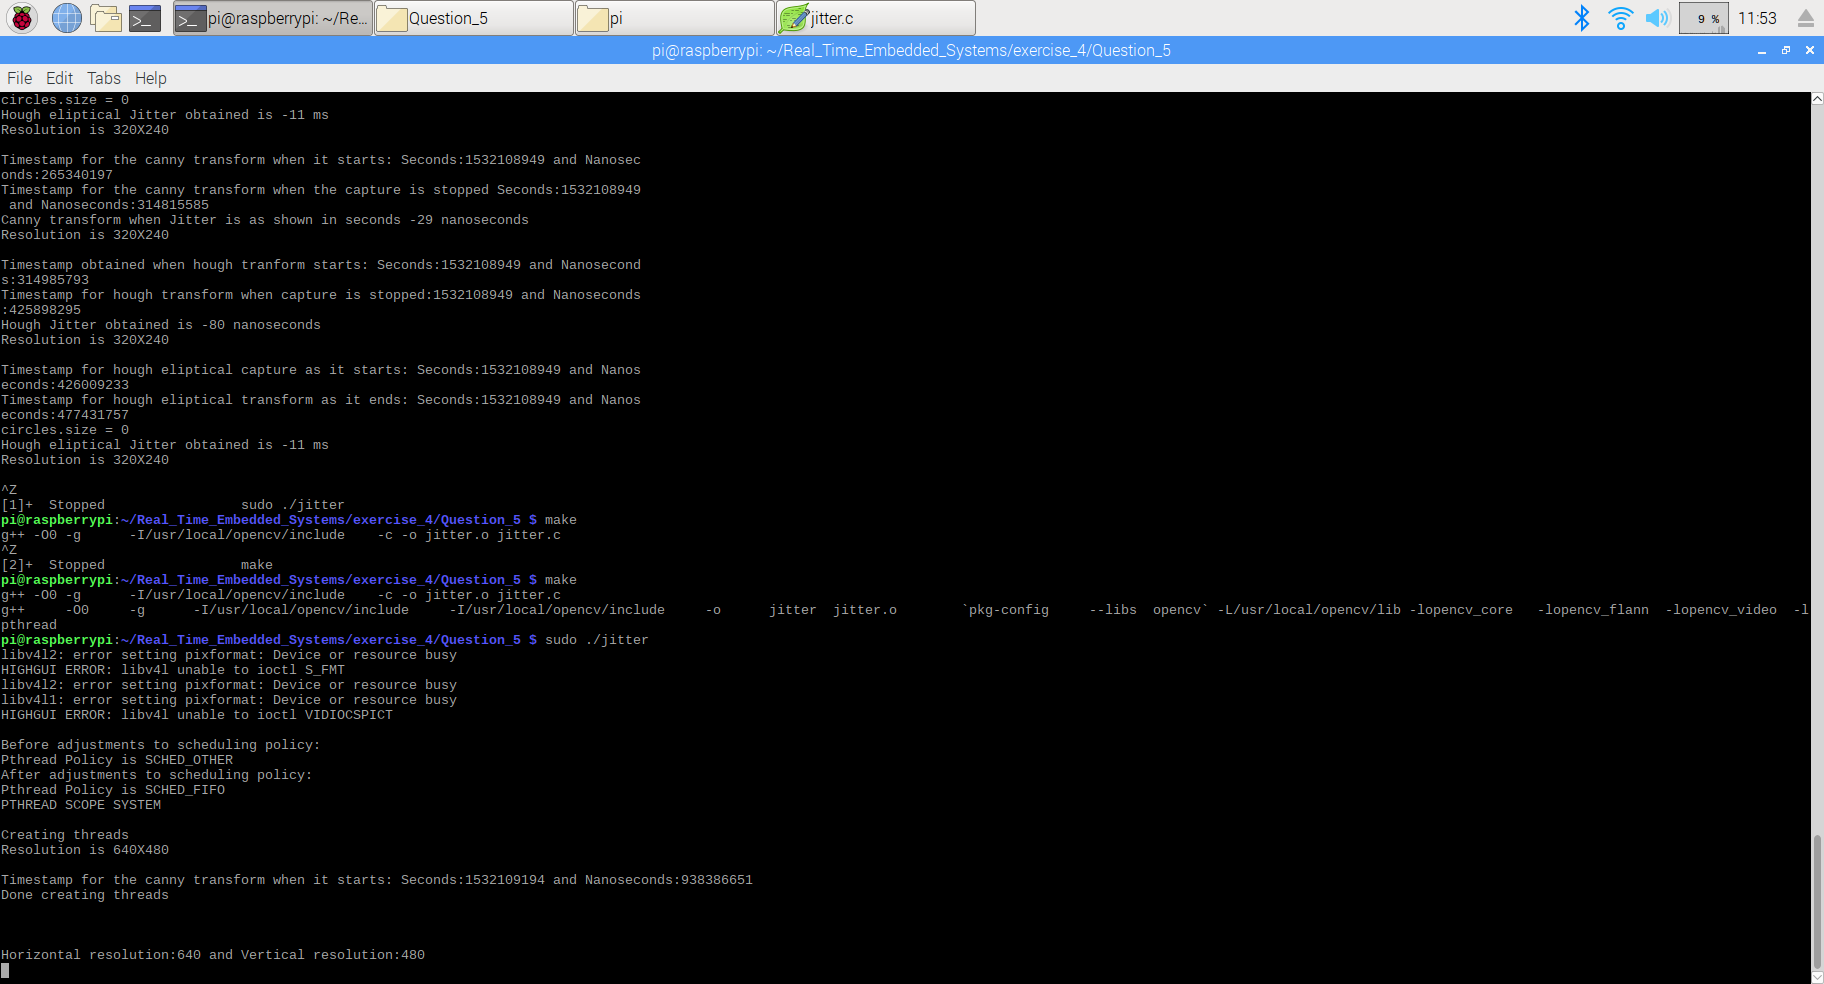 pi@raspberrypi: ~/Re... Question_5 pi jitter.c 9 % 11:53
pi@raspberrypi: ~/Real_Time_Embedded_Systems/exercise_4/Question_5
File Edit Tabs Help
circles.size = 0
Hough eliptical Jitter obtained is -11 ms
Resolution is 320X240
Timestamp for the canny transform when it starts: Seconds:1532108949 and Nanosec
onds:265340197
Timestamp for the canny transform when the capture is stopped Seconds:1532108949
 and Nanoseconds:314815585
Canny transform when Jitter is as shown in seconds -29 nanoseconds
Resolution is 320X240
Timestamp obtained when hough tranform starts: Seconds:1532108949 and Nanosecond
s:314985793
Timestamp for hough transform when capture is stopped:1532108949 and Nanoseconds
:425898295
Hough Jitter obtained is -80 nanoseconds
Resolution is 320X240
Timestamp for hough eliptical capture as it starts: Seconds:1532108949 and Nanos
econds:426009233
Timestamp for hough eliptical transform as it ends: Seconds:1532108949 and Nanos
econds:477431757
circles.size = 0
Hough eliptical Jitter obtained is -11 ms
Resolution is 320X240
^Z
[1]+  Stopped                 sudo ./jitter
pi@raspberrypi:~/Real_Time_Embedded_Systems/exercise_4/Question_5 $ make
g++ -O0 -g      -I/usr/local/opencv/include    -c -o jitter.o jitter.c
^Z
[2]+  Stopped                 make
pi@raspberrypi:~/Real_Time_Embedded_Systems/exercise_4/Question_5 $ make
g++ -O0 -g      -I/usr/local/opencv/include    -c -o jitter.o jitter.c
g++     -O0     -g      -I/usr/local/opencv/include     -I/usr/local/opencv/include     -o      jitter  jitter.o        `pkg-config     --libs  opencv` -L/usr/local/opencv/lib -lopencv_core   -lopencv_flann  -lopencv_video  -l
pthread
pi@raspberrypi:~/Real_Time_Embedded_Systems/exercise_4/Question_5 $ sudo ./jitter
libv4l2: error setting pixformat: Device or resource busy
HIGHGUI ERROR: libv4l unable to ioctl S_FMT
libv4l2: error setting pixformat: Device or resource busy
libv4l1: error setting pixformat: Device or resource busy
HIGHGUI ERROR: libv4l unable to ioctl VIDIOCSPICT
Before adjustments to scheduling policy:
Pthread Policy is SCHED_OTHER
After adjustments to scheduling policy:
Pthread Policy is SCHED_FIFO
PTHREAD SCOPE SYSTEM
Creating threads
Resolution is 640X480
Timestamp for the canny transform when it starts: Seconds:1532109194 and Nanoseconds:938386651
Done creating threads
Horizontal resolution:640 and Vertical resolution:480